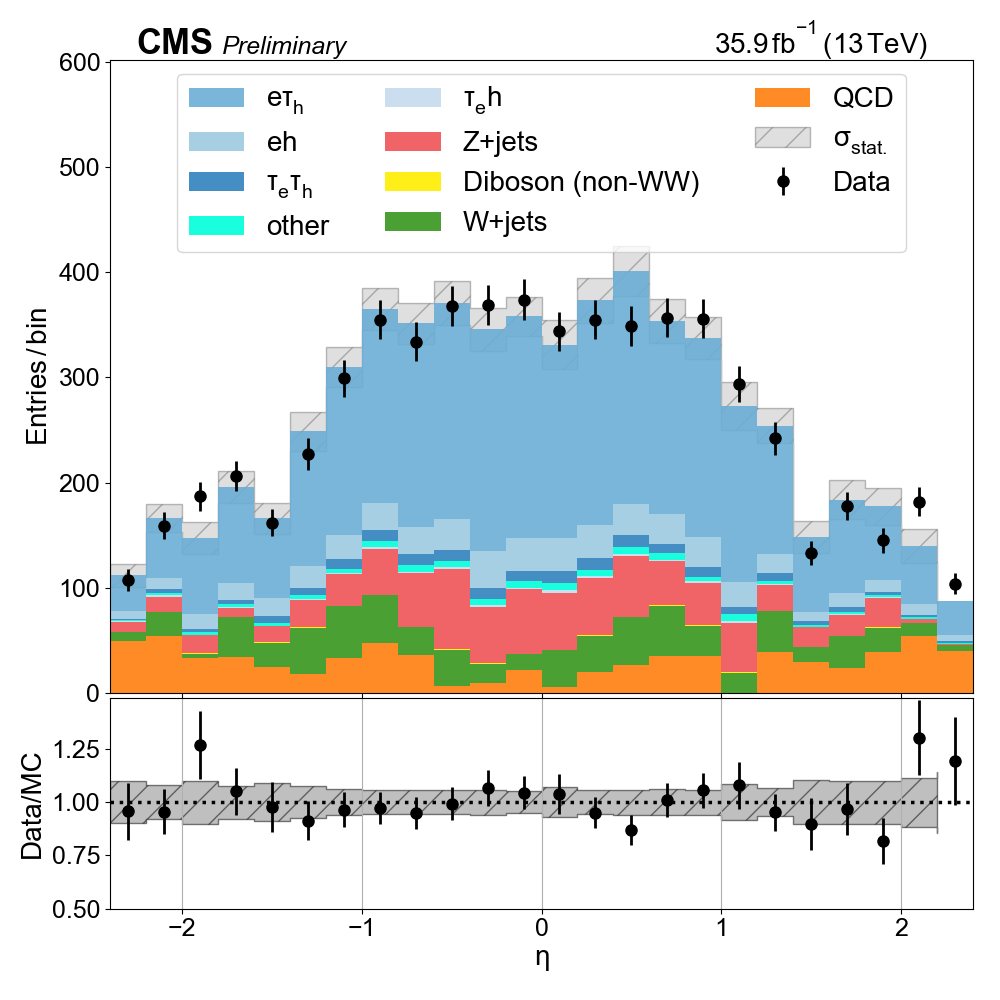 CMS Preliminary 35.9 fb⁻¹ (13 TeV)
600
500
400
300
200
100
0
Entries / bin
eτₕ
eh
τₑτₕ
other
τₑh
Z+jets
Diboson (non-WW)
W+jets
QCD
σstat.
Data
1.25
1.00
0.75
0.50
Data/MC
−2 −1 0 1 2
η